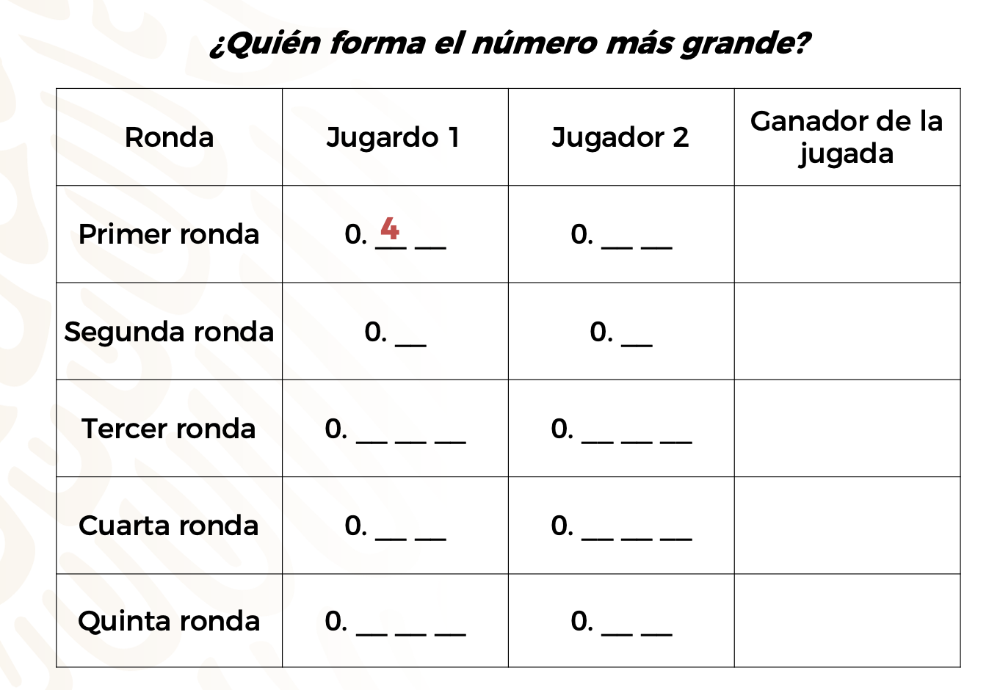 ¿Quién forma el número más grande?
Ronda
Jugardo 1
Jugador 2
Ganador de la
jugada
Primer ronda
0. 4 __
0. __ __
Segunda ronda
0. __
0. __
Tercer ronda
0. __ __ __
0. __ __ __
Cuarta ronda
0. __ __
0. __ __ __
Quinta ronda
0. __ __ __
0. __ __